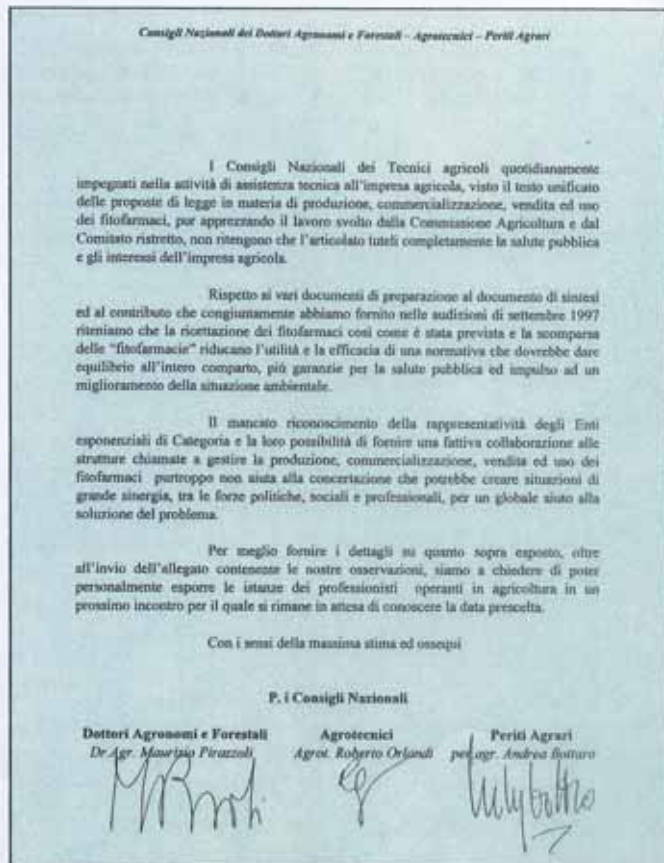 Consigli Nazionali dei Dottori Agronomi e Forestali – Agrotecnici – Periti Agrari
I Consigli Nazionali dei Tecnici agricoli quotidianamente
impegnati nella attività di assistenza tecnica all'impresa agricola, visto il testo unificato
delle proposte di legge in materia di produzione, commercializzazione, vendita ed uso
dei fitofarmaci, pur apprezzando il lavoro svolto dalla Commissione Agricoltura e dal
Comitato ristretto, non ritengono che l'articolato tuteli completamente la salute pubblica
e gli interessi dell'impresa agricola.
Rispetto ai vari documenti di preparazione al documento di sintesi
ed al contributo che congiuntamente abbiamo fornito nelle audizioni di settembre 1997
riteniamo che la ricettazione dei fitofarmaci così come è stata prevista e la scomparsa
delle "fitofarmacie" riducano l'utilità e la efficacia di una normativa che dovrebbe dare
equilibrio all'intero comparto, più garanzie per la salute pubblica ed impulso ad un
miglioramento della situazione ambientale.
Il mancato riconoscimento della rappresentatività degli Enti
esponenziali di Categoria e la loro possibilità di fornire una fattiva collaborazione alle
strutture chiamate a gestire la produzione, commercializzazione, vendita ed uso dei
fitofarmaci purtroppo non aiuta alla concertazione che potrebbe creare situazioni di
grande sinergia, tra le forze politiche, sociali e professionali, per un globale aiuto alla
soluzione del problema.
Per meglio fornire i dettagli su quanto sopra esposto, oltre
all'invio dell'allegato contenente le nostre osservazioni, siamo a chiedere di poter
personalmente esporre le istanze dei professionisti operanti in agricoltura in un
prossimo incontro per il quale si rimane in attesa di conoscere la data prescelta.
Con i sensi della massima stima ed ossequi
P. i Consigli Nazionali
Dottori Agronomi e Forestali Agrotecnici Periti Agrari
Dr Agr. Maurizio Pirazzoli Agrot. Roberto Orlandi per. agr. Andrea Bottaro